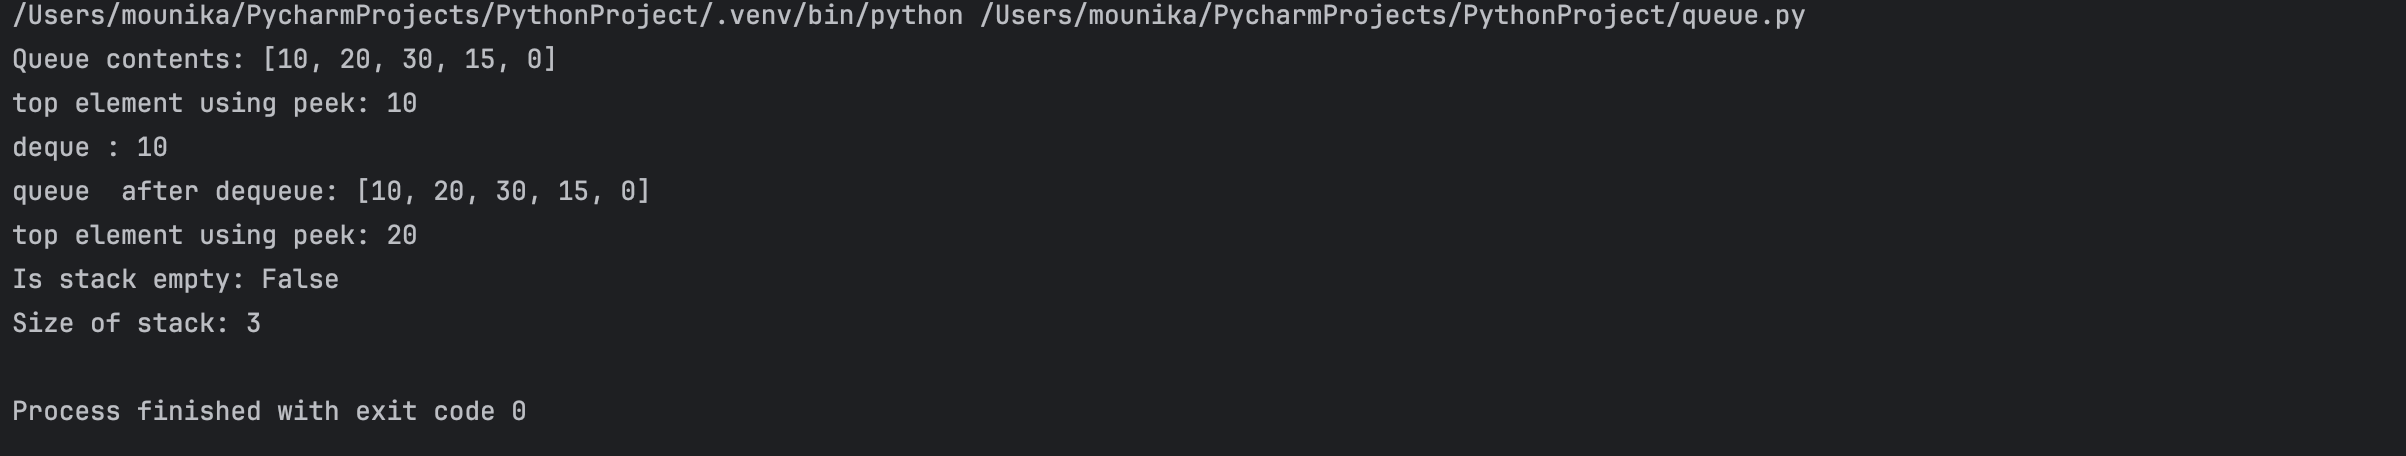 /Users/mounika/PycharmProjects/PythonProject/.venv/bin/python /Users/mounika/PycharmProjects/PythonProject/queue.py
Queue contents: [10, 20, 30, 15, 0]
top element using peek: 10
deque : 10
queue  after dequeue: [10, 20, 30, 15, 0]
top element using peek: 20
Is stack empty: False
Size of stack: 3
Process finished with exit code 0